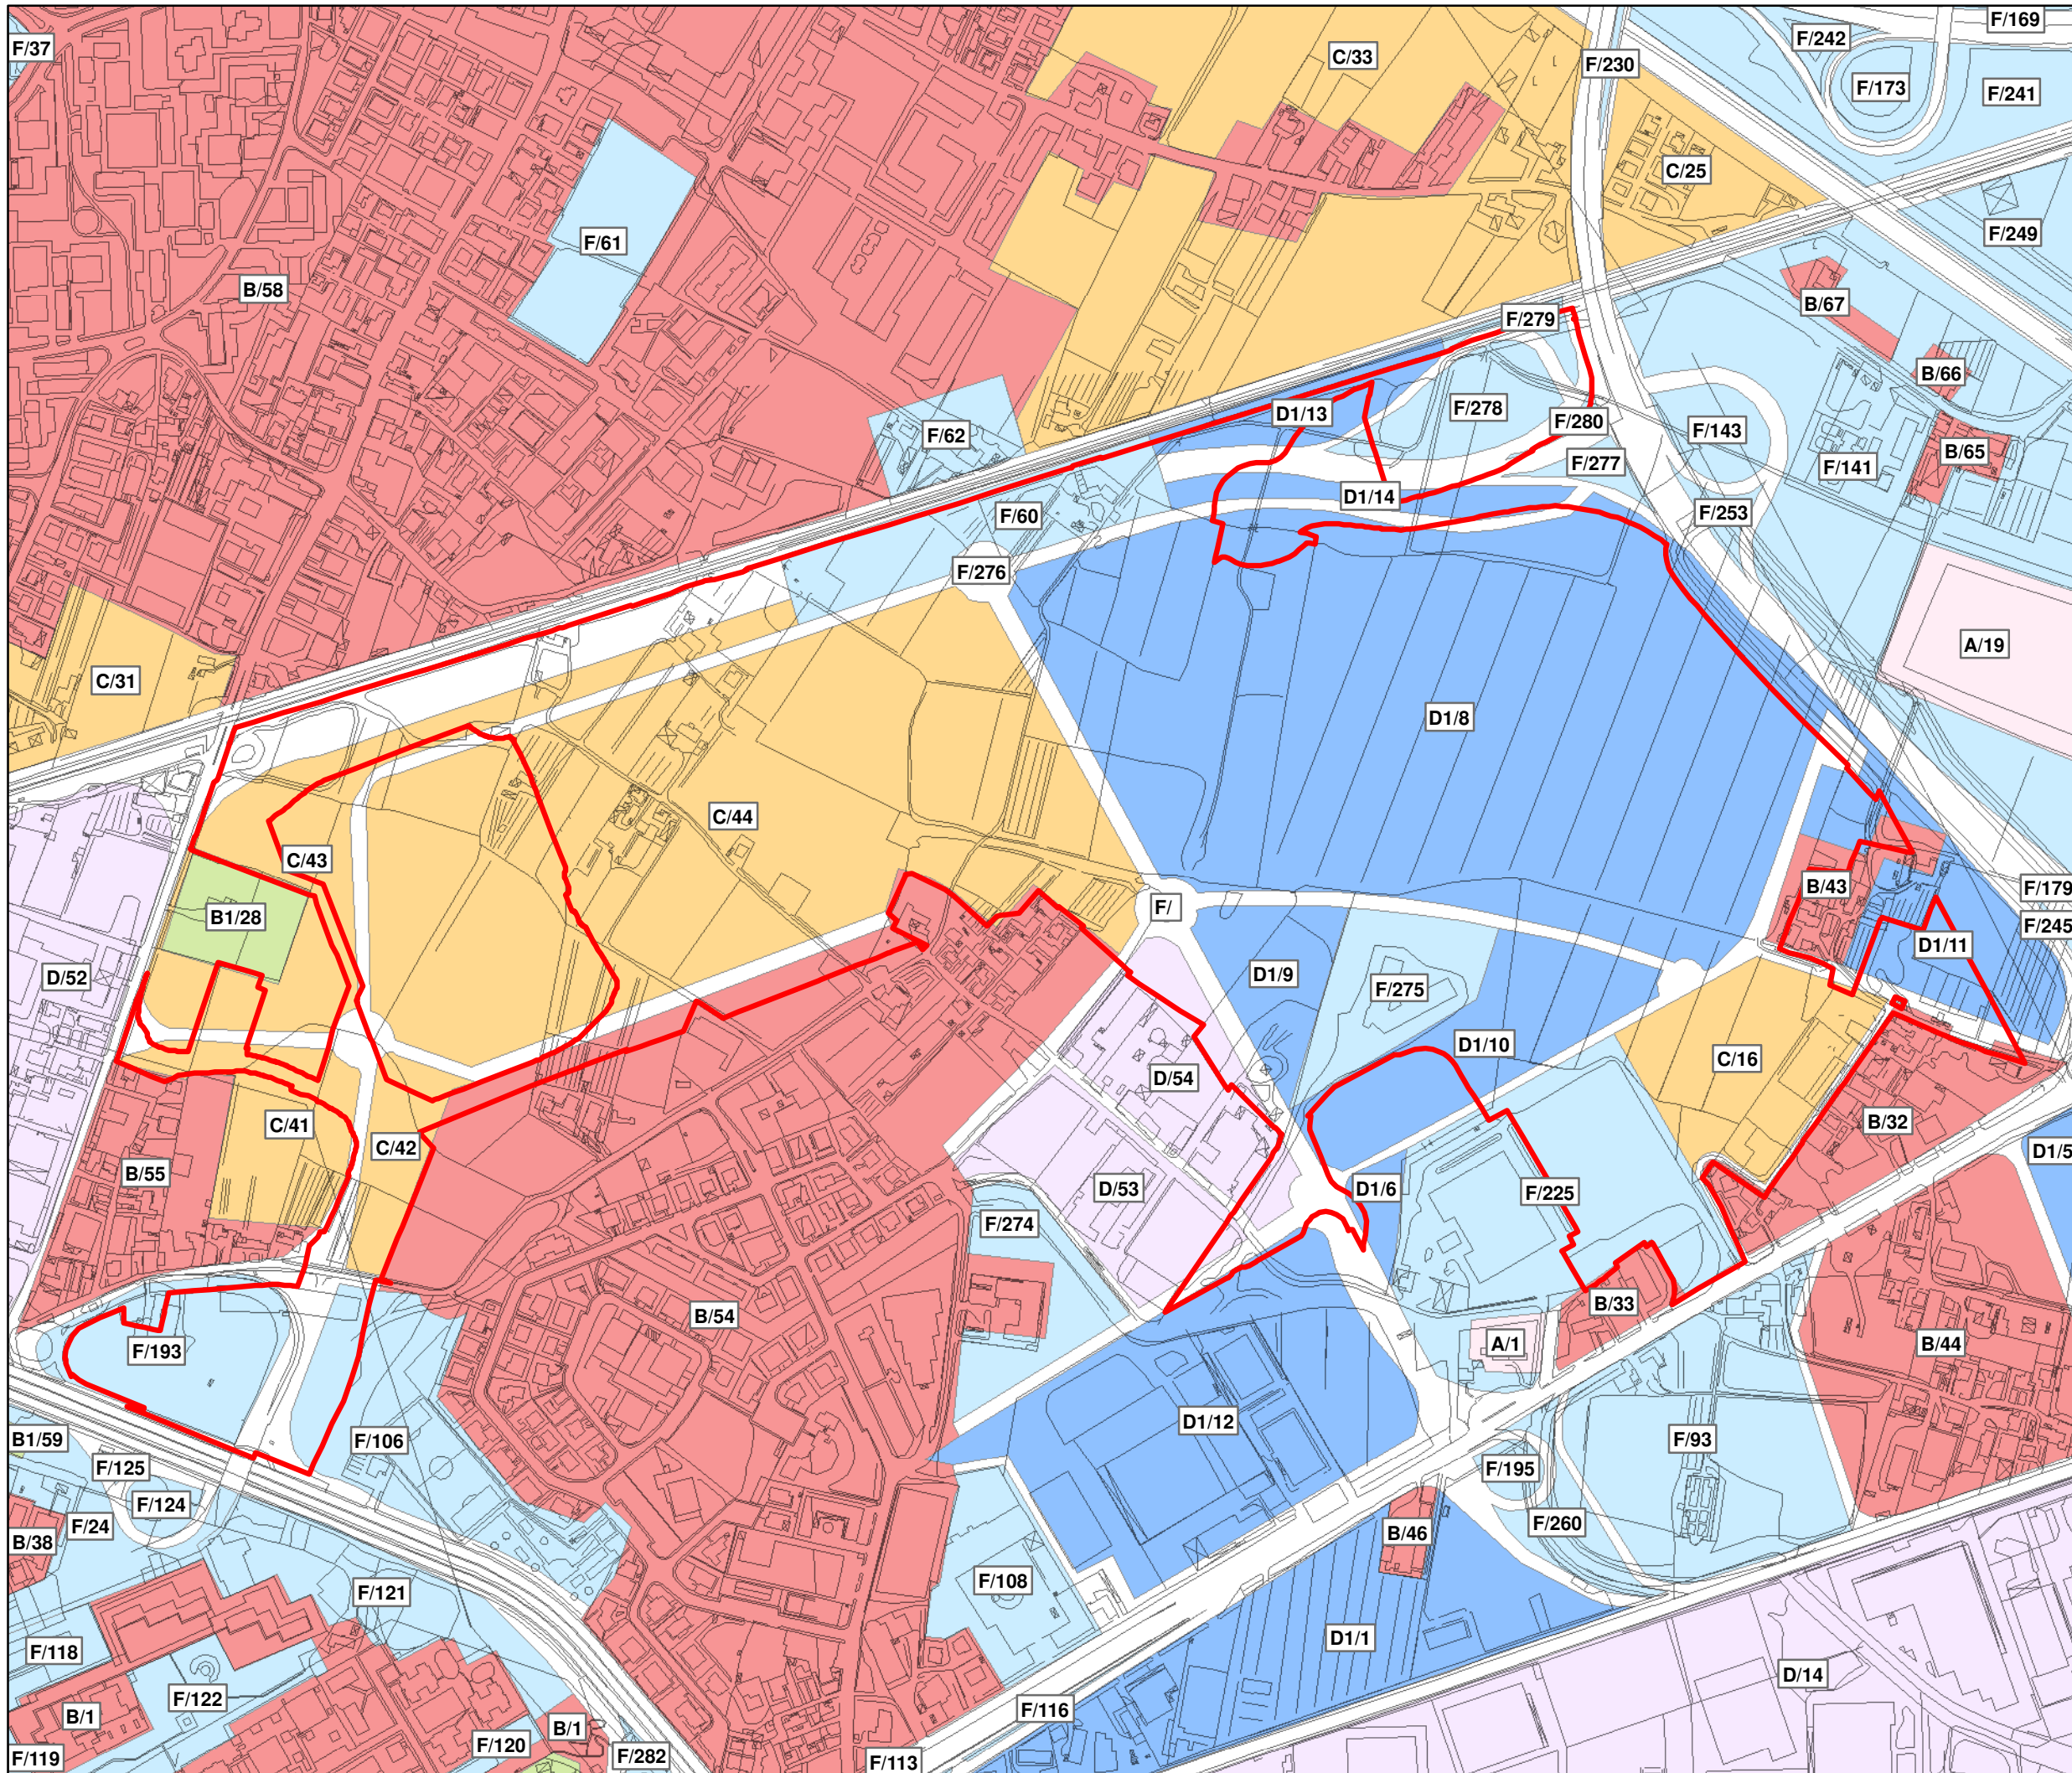 F/169
F/242
F/37
C/33
F/230
F/173
F/241
C/25
F/249
F/61
B/58
B/67
F/279
B/66
F/278
D1/13
F/280
F/143
F/62
B/65
F/277
F/141
D1/14
F/253
F/60
F/276
A/19
C/31
D1/8
C/44
C/43
B/43
F/179
F/
B1/28
F/245
D1/11
D1/9
D/52
F/275
D1/10
C/16
D/54
C/41
B/32
C/42
D1/5
B/55
D/53
D1/6
F/225
F/274
B/33
B/54
A/1
B/44
F/193
D1/12
B1/59
F/106
F/93
F/125
F/195
F/124
F/24
F/260
B/46
B/38
F/108
F/121
D1/1
F/118
D/14
F/122
F/116
B/1
B/1
F/120
F/282
F/119
F/113